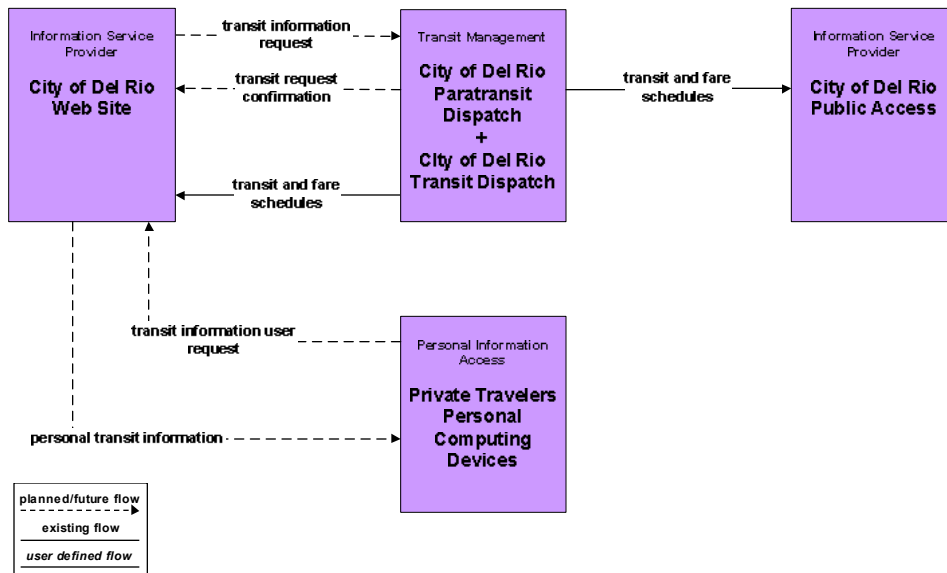 Information Service
Provider
City of Del Rio
Web Site
transit information
request
transit request
confirmation
transit and fare
schedules
Transit Management
City of Del Rio
Paratransit
Dispatch
+
City of Del Rio
Transit Dispatch
transit and fare
schedules
Information Service
Provider
City of Del Rio
Public Access
transit information user
request
personal transit information
Personal Information
Access
Private Travelers
Personal
Computing
Devices
planned/future flow
existing flow
user defined flow